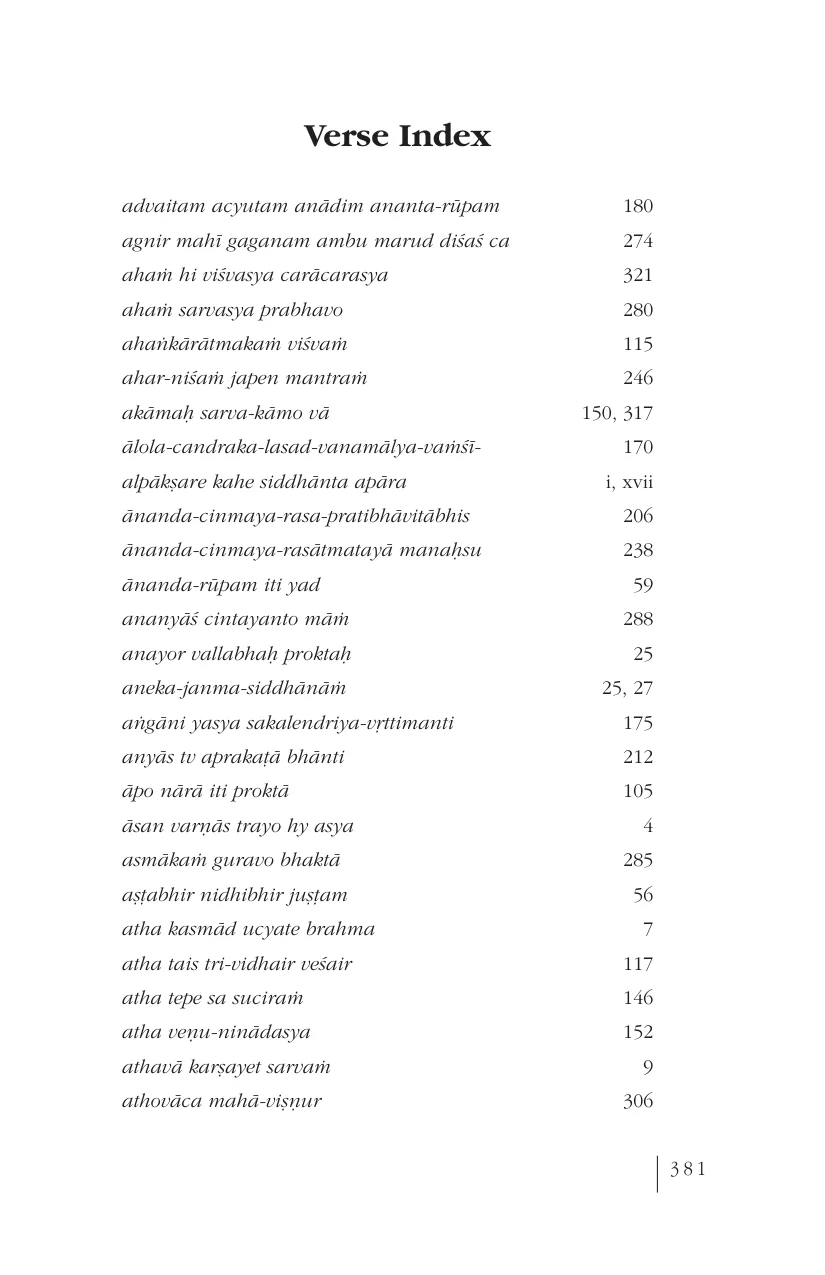 Verse Index
advaitam acyutam anādim ananta-rūpam 180
agnir mahī gaganam ambu marud diśaś ca 274
ahaṁ hi viśvasya carācarasya 321
ahaṁ sarvasya prabhavo 280
ahaṅkārātmakaṁ viśvaṁ 115
ahar-niśaṁ japen mantraṁ 246
akāmaḥ sarva-kāmo vā 150, 317
ālola-candraka-lasad-vanamālya-vaṁśī- 170
alpākṣare kahe siddhānta apāra i, xvii
ānanda-cinmaya-rasa-pratibhāvitābhis 206
ānanda-cinmaya-rasātmatayā manaḥsu 238
ānanda-rūpam iti yad 59
ananyāś cintayanto māṁ 288
anayor vallabhaḥ proktaḥ 25
aneka-janma-siddhānāṁ 25, 27
aṅgāni yasya sakalendriya-vṛttimanti 175
anyās tv aprakaṭā bhānti 212
āpo nārā iti proktā 105
āsan varṇās trayo hy asya 4
asmākaṁ guravo bhaktā 285
aṣṭabhir nidhibhir juṣṭam 56
atha kasmād ucyate brahma 7
atha tais tri-vidhair veśair 117
atha tepe sa suciraṁ 146
atha veṇu-ninādasya 152
athavā karṣayet sarvaṁ 9
athovāca mahā-viṣṇur 306
381